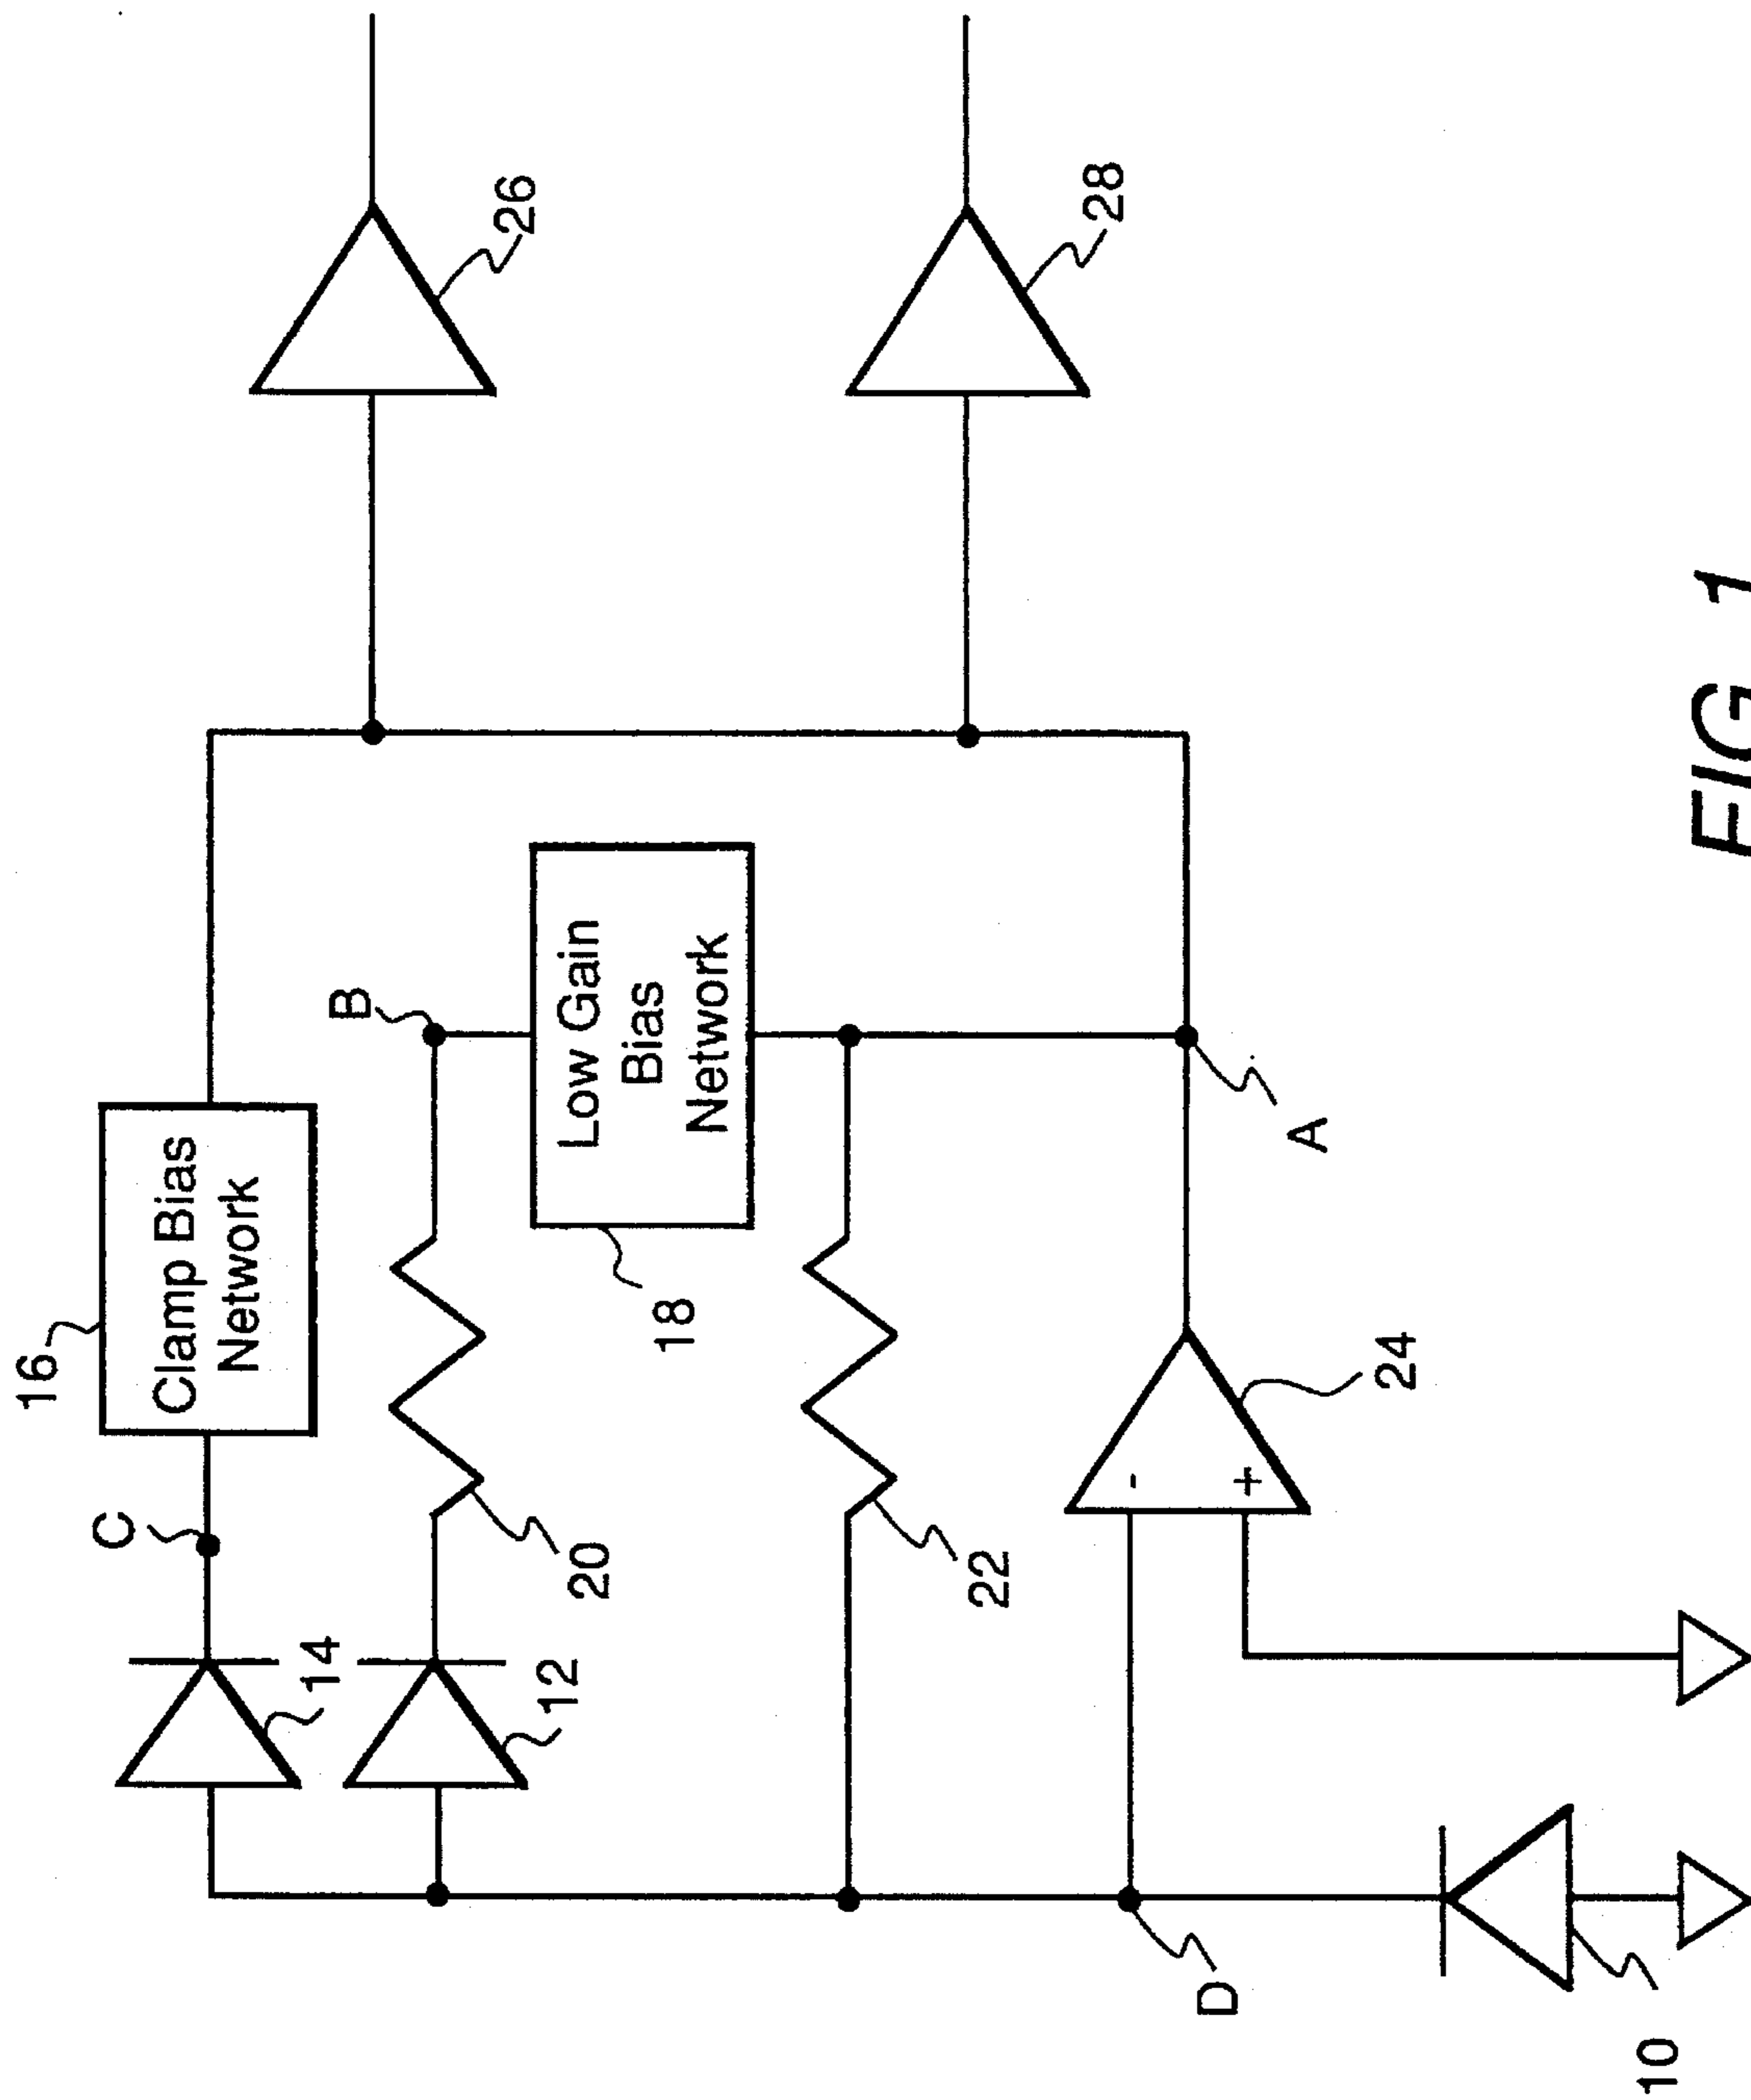 16
C
Clamp Bias
Network
14
B
26
12
20
Low Gain
Bias
Network
18
22
28
A
24
D
10
FIG 1